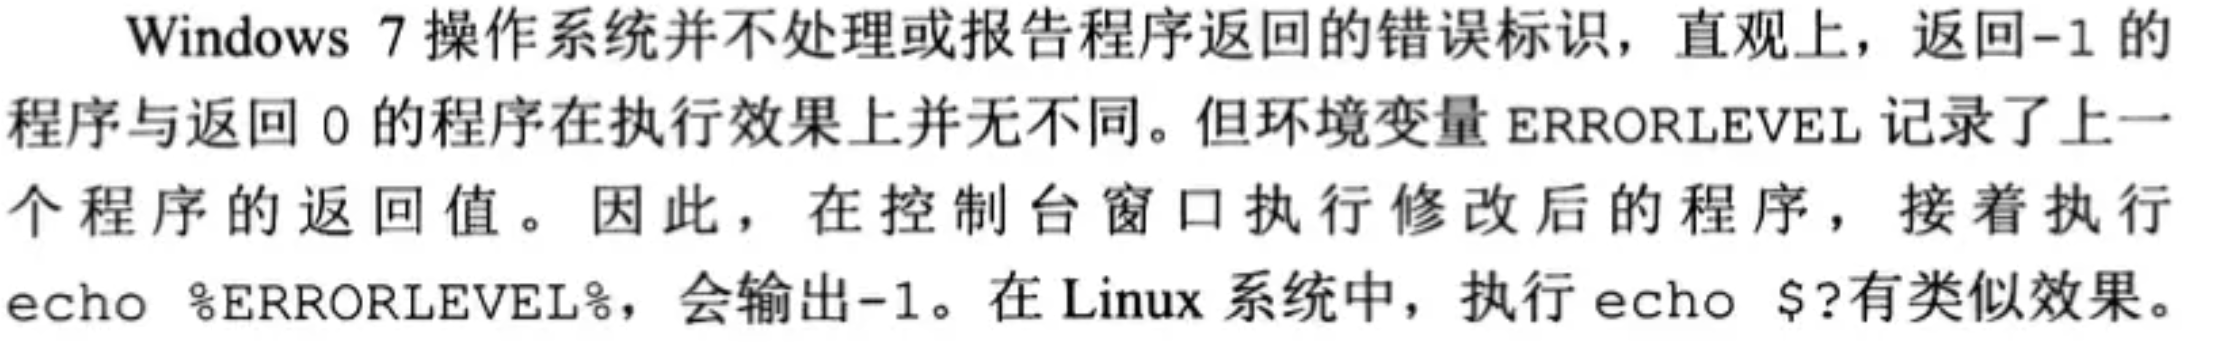 Windows 7 操作系统并不处理或报告程序返回的错误标识，直观上，返回-1 的
程序与返回 0 的程序在执行效果上并无不同。但环境变量 ERRORLEVEL 记录了上一
个程序的返回值。因此，在控制台窗口执行修改后的程序，接着执行
echo %ERRORLEVEL%，会输出-1。在 Linux 系统中，执行 echo $?有类似效果。